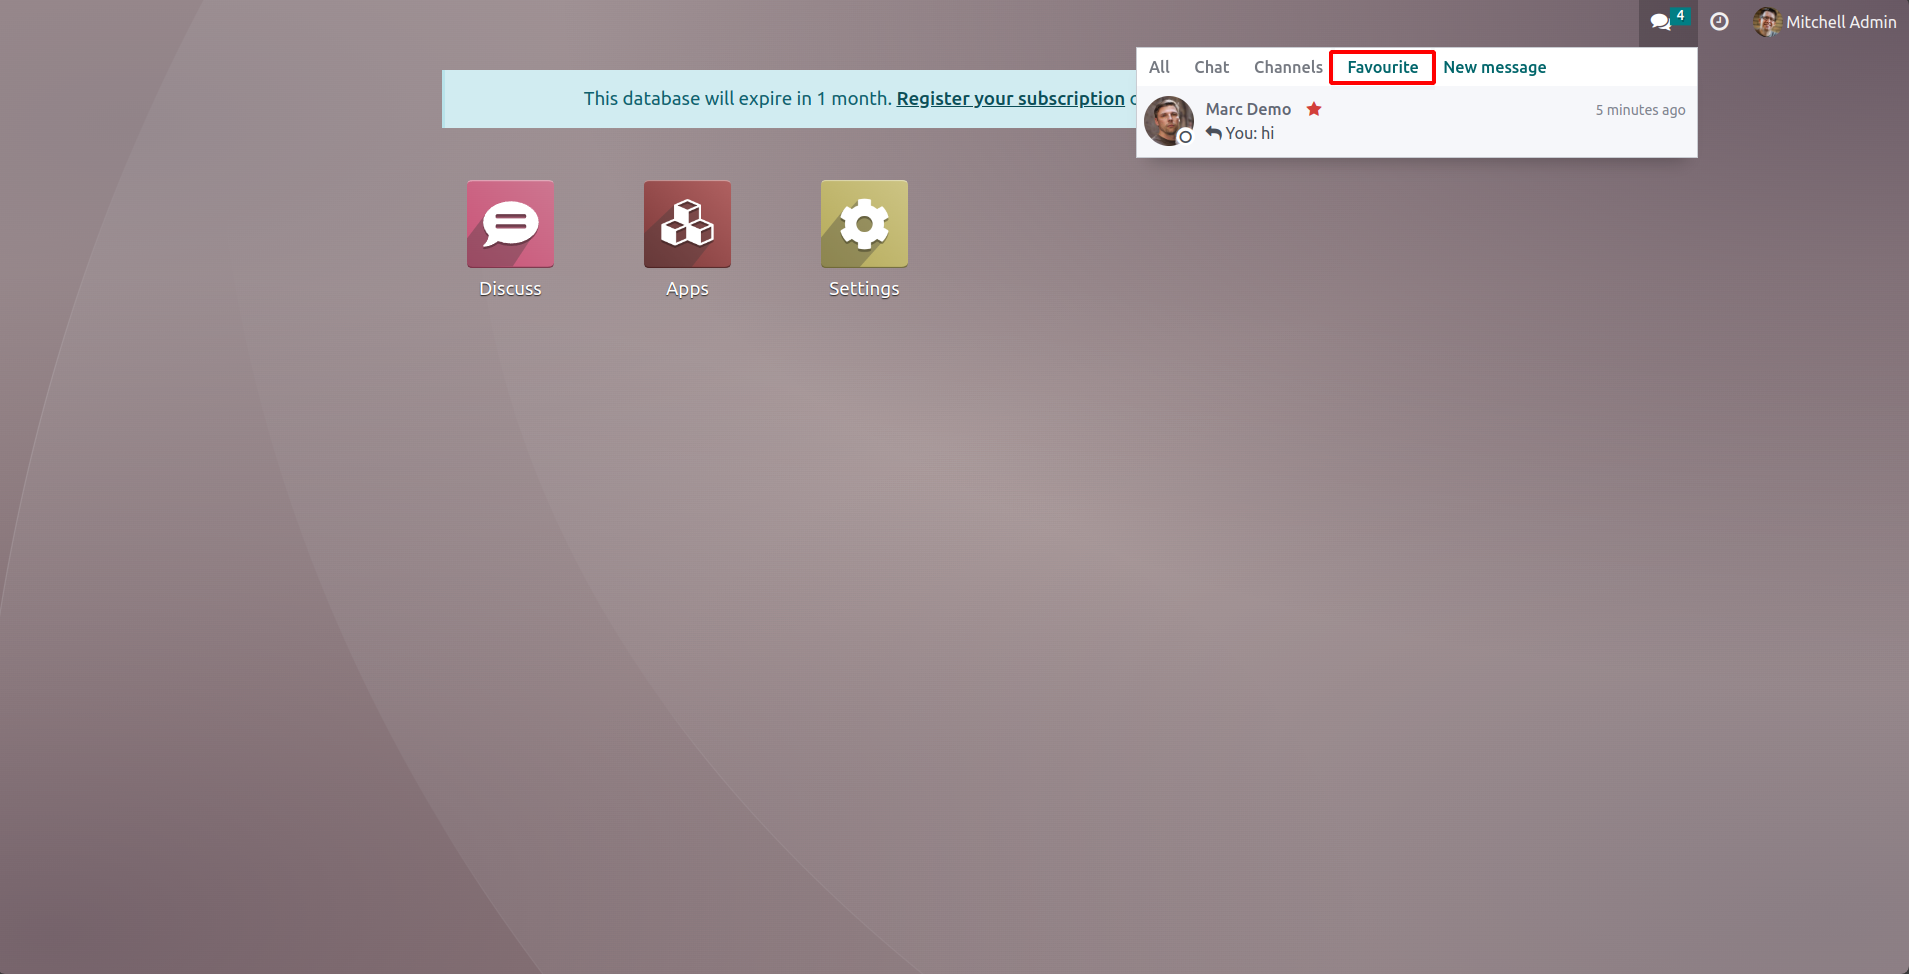 4
Mitchell Admin
All Chat Channels Favourite New message
This database will expire in 1 month. Register your subscription
Marc Demo 5 minutes ago
You: hi
Discuss Apps Settings